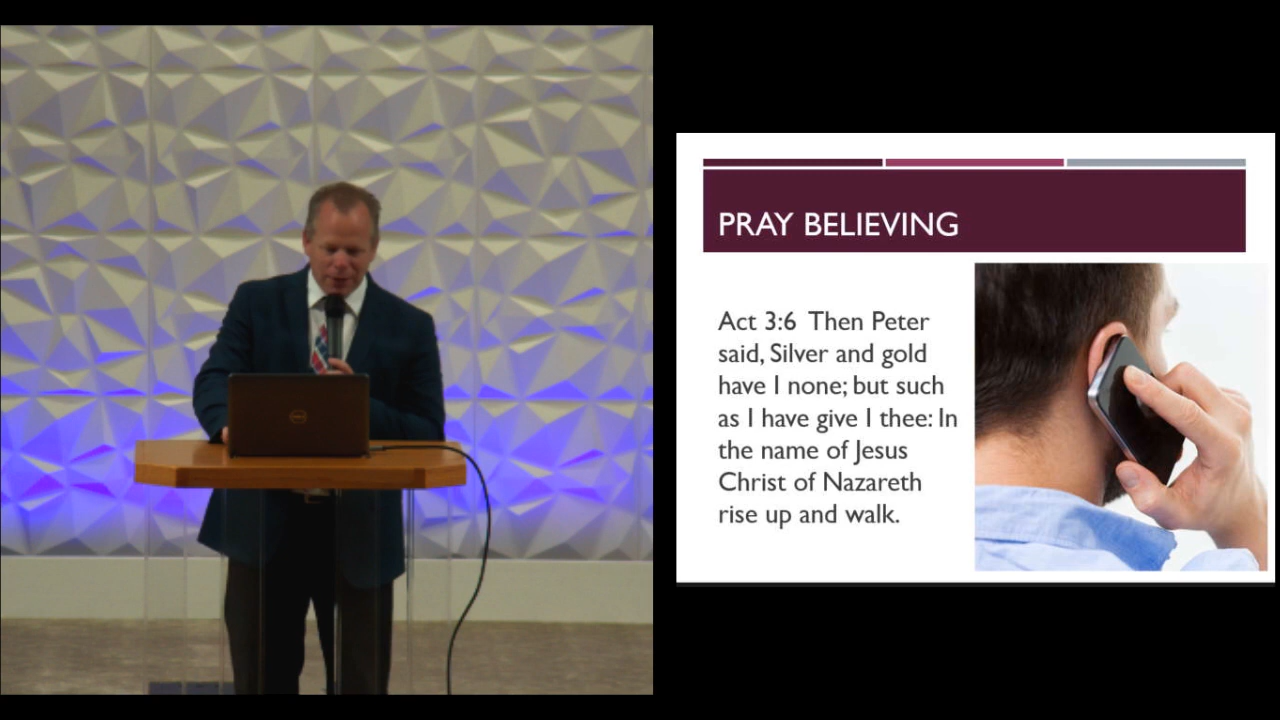 PRAY BELIEVING
Act 3:6 Then Peter
said, Silver and gold
have I none; but such
as I have give I thee: In
the name of Jesus
Christ of Nazareth
rise up and walk.
DELL